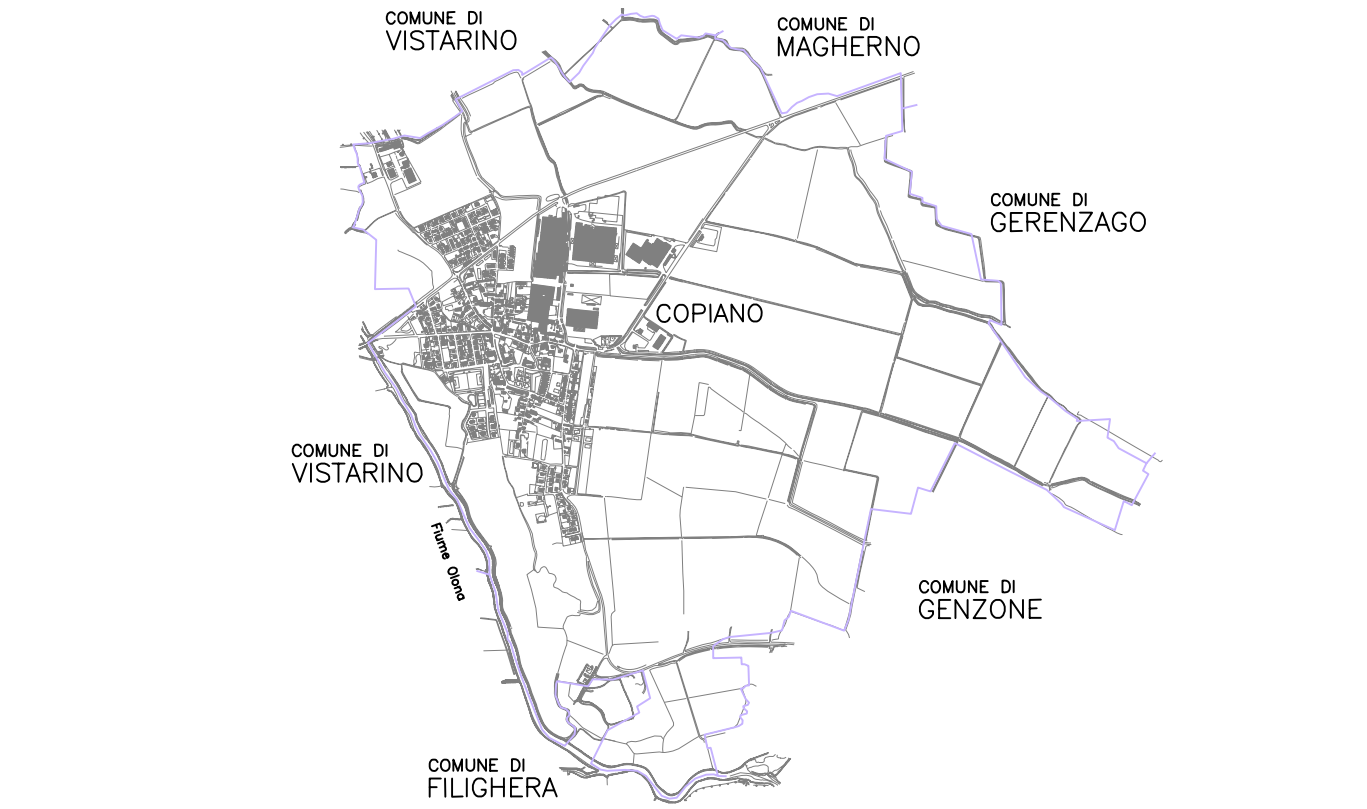 COMUNE DI
VISTARINO
COMUNE DI
MAGHERNO
COMUNE DI
GERENZAGO
COPIANO
COMUNE DI
VISTARINO
Fiume Olona
COMUNE DI
GENZONE
COMUNE DI
FILIGHERA